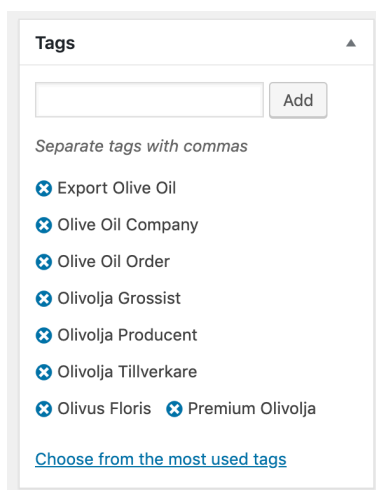 Tags
Add
Separate tags with commas
Export Olive Oil
Olive Oil Company
Olive Oil Order
Olivolja Grossist
Olivolja Producent
Olivolja Tillverkare
Olivus Floris Premium Olivolja
Choose from the most used tags